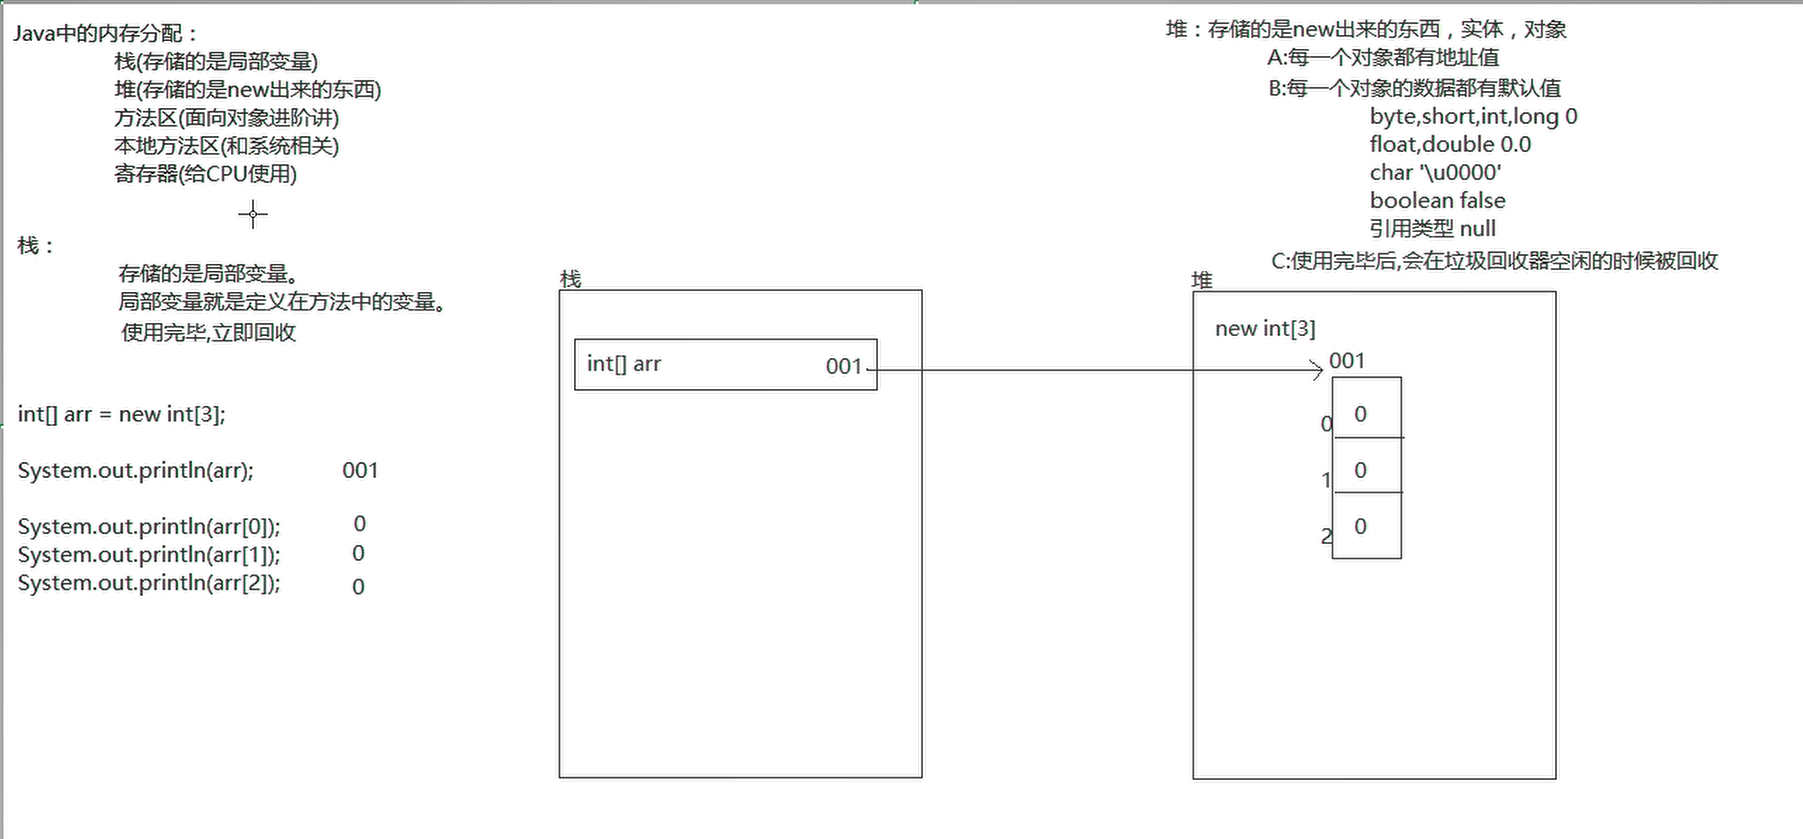 Java中的内存分配：
栈(存储的是局部变量)
堆(存储的是new出来的东西)
方法区(面向对象进阶讲)
本地方法区(和系统相关)
寄存器(给CPU使用)
栈：
存储的是局部变量。
局部变量就是定义在方法中的变量。
使用完毕,立即回收
int[] arr = new int[3];
System.out.println(arr); 001
System.out.println(arr[0]); 0
System.out.println(arr[1]); 0
System.out.println(arr[2]); 0
栈
int[] arr 001
堆：存储的是new出来的东西，实体，对象
A:每一个对象都有地址值
B:每一个对象的数据都有默认值
byte,short,int,long 0
float,double 0.0
char '\u0000'
boolean false
引用类型 null
C:使用完毕后,会在垃圾回收器空闲的时候被回收
堆
new int[3]
001
0 0
1 0
2 0